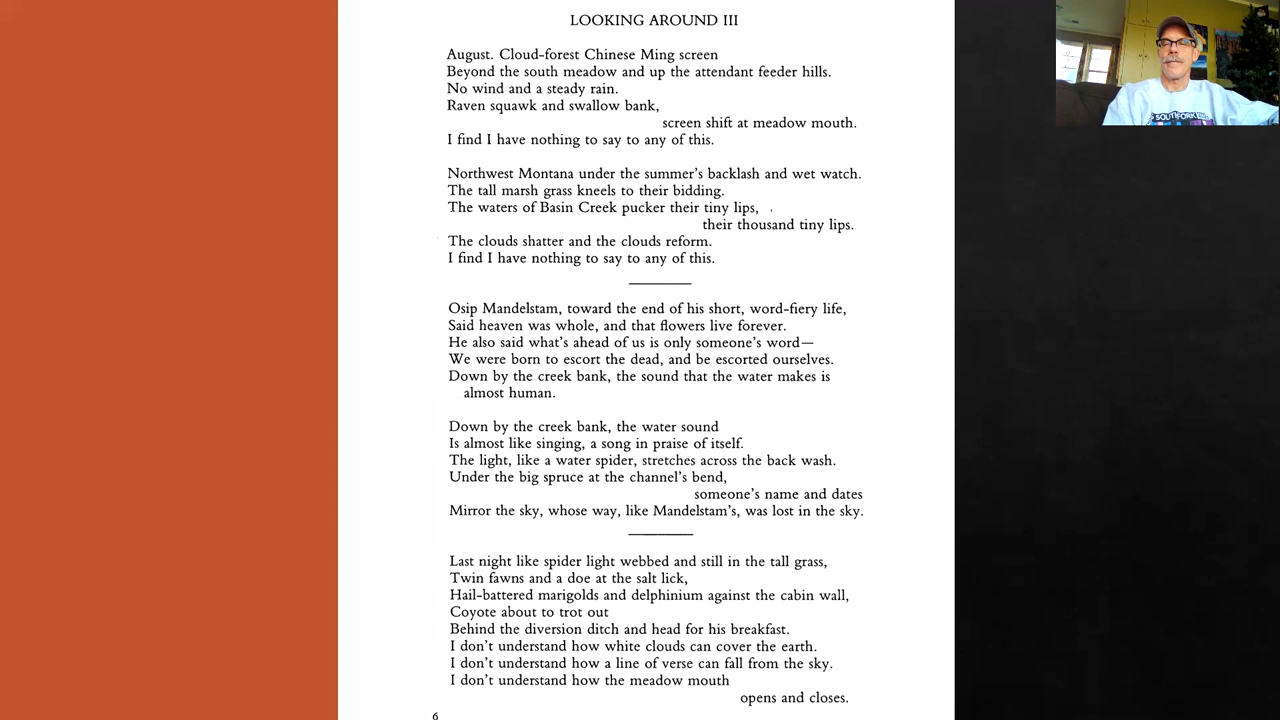 LOOKING AROUND III
August. Cloud-forest Chinese Ming screen
Beyond the south meadow and up the attendant feeder hills.
No wind and a steady rain.
Raven squawk and swallow bank,
screen shift at meadow mouth.
I find I have nothing to say to any of this.
Northwest Montana under the summer's backlash and wet watch.
The tall marsh grass kneels to their bidding.
The waters of Basin Creek pucker their tiny lips,
their thousand tiny lips.
The clouds shatter and the clouds reform.
I find I have nothing to say to any of this.
Osip Mandelstam, toward the end of his short, word-fiery life,
Said heaven was whole, and that flowers live forever.
He also said what's ahead of us is only someone's word—
We were born to escort the dead, and be escorted ourselves.
Down by the creek bank, the sound that the water makes is
almost human.
Down by the creek bank, the water sound
Is almost like singing, a song in praise of itself.
The light, like a water spider, stretches across the back wash.
Under the big spruce at the channel's bend,
someone's name and dates
Mirror the sky, whose way, like Mandelstam's, was lost in the sky.
Last night like spider light webbed and still in the tall grass,
Twin fawns and a doe at the salt lick,
Hail-battered marigolds and delphinium against the cabin wall,
Coyote about to trot out
Behind the diversion ditch and head for his breakfast.
I don't understand how white clouds can cover the earth.
I don't understand how a line of verse can fall from the sky.
I don't understand how the meadow mouth
opens and closes.
6
SOUTHFORK